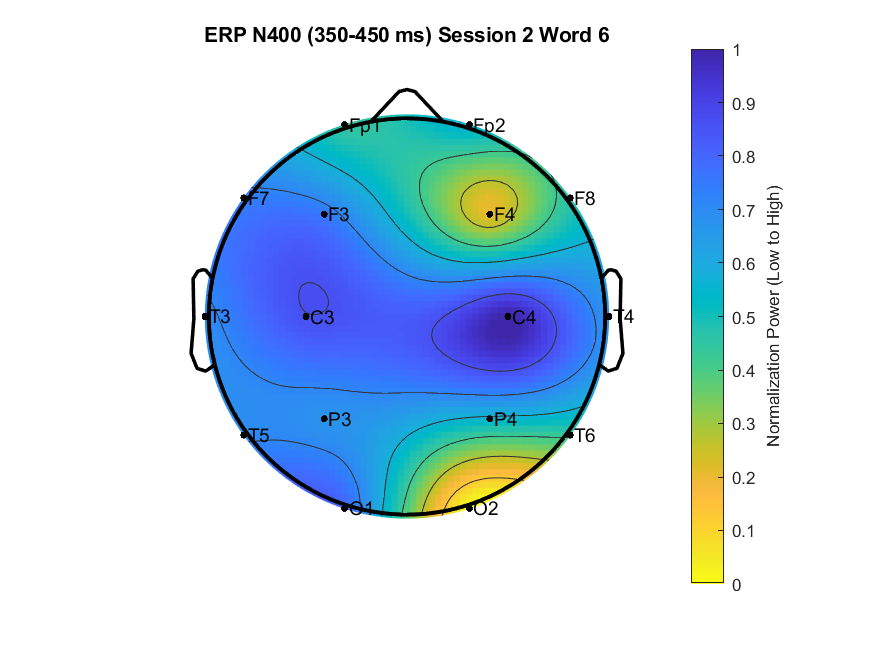 ERP N400 (350-450 ms) Session 2 Word 6
Fp1
Fp2
F7
F3
F4
F8
T3
C3
C4
T4
P3
P4
T5
T6
O1
O2
1
0.9
0.8
0.7
0.6
0.5
0.4
0.3
0.2
0.1
0
Normalization Power (Low to High)